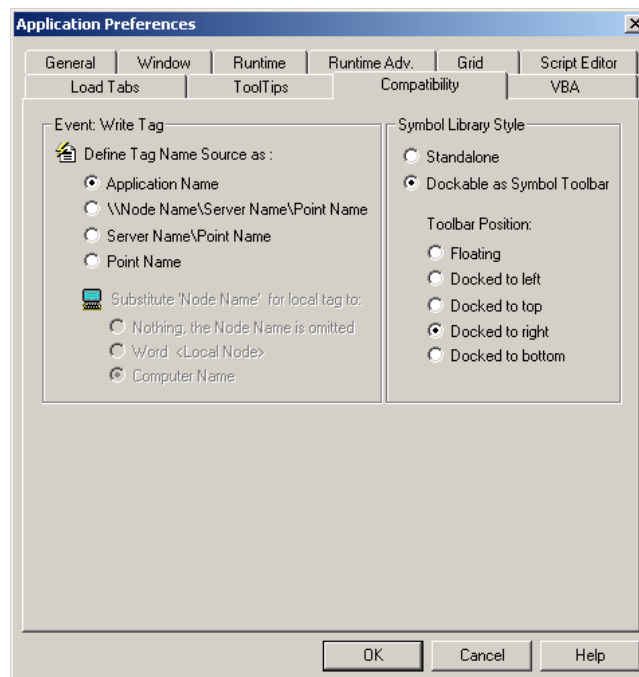 Application Preferences
General Window Runtime Runtime Adv. Grid Script Editor
Load Tabs ToolTips Compatibility VBA
Event: Write Tag
Define Tag Name Source as :
Application Name
\\Node Name\Server Name\Point Name
Server Name\Point Name
Point Name
Substitute 'Node Name' for local tag to:
Nothing, the Node Name is omitted
Word <Local Node>
Computer Name
Symbol Library Style
Standalone
Dockable as Symbol Toolbar
Toolbar Position:
Floating
Docked to left
Docked to top
Docked to right
Docked to bottom
OK Cancel Help